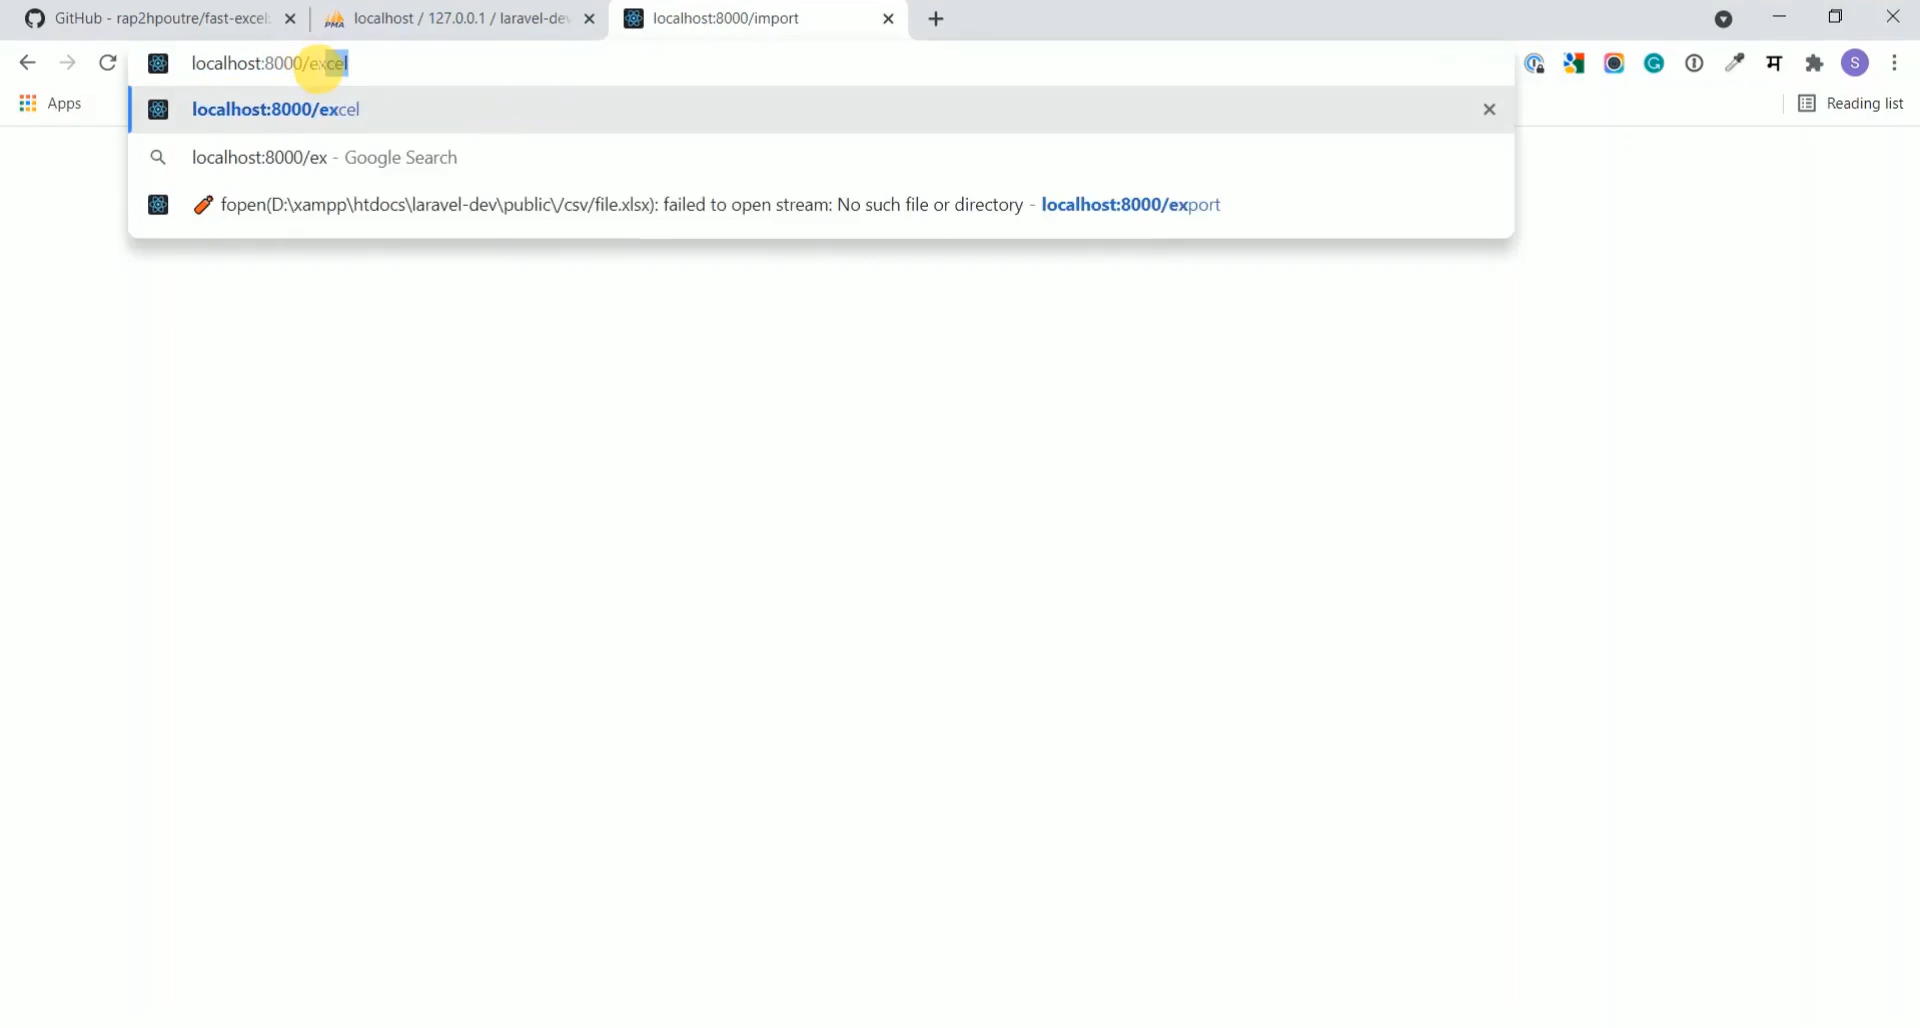 GitHub - rap2hpoutre/fast-excel:
localhost / 127.0.0.1 / laravel-dev
localhost:8000/import
localhost:8000/excel
S
Apps
Reading list
localhost:8000/excel
localhost:8000/ex - Google Search
fopen(D:\xampp\htdocs\laravel-dev\public\/csv/file.xlsx): failed to open stream: No such file or directory - localhost:8000/export